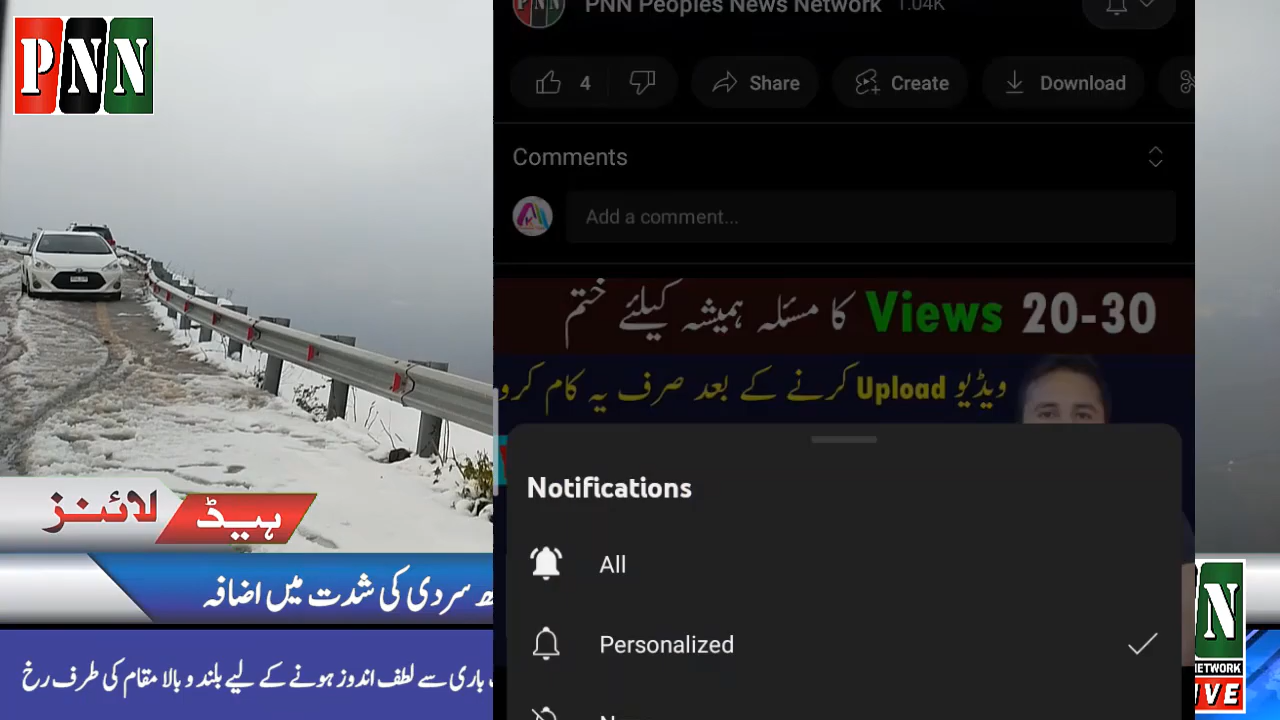 PNN
PNN Peoples News Network 1.04K
4
Share
Create
Download
Comments
Add a comment...
20-30 Views کا مسئلہ ہمیشہ کیلئے ختم
ویڈیو Upload کرنے کے بعد صرف یہ کام کرو
Notifications
All
Personalized
ہیڈ لائنز
سردی کی شدت میں اضافہ
باری سے لطف اندوز ہونے کے لیے بلند و بالا مقام کی طرف رخ
N